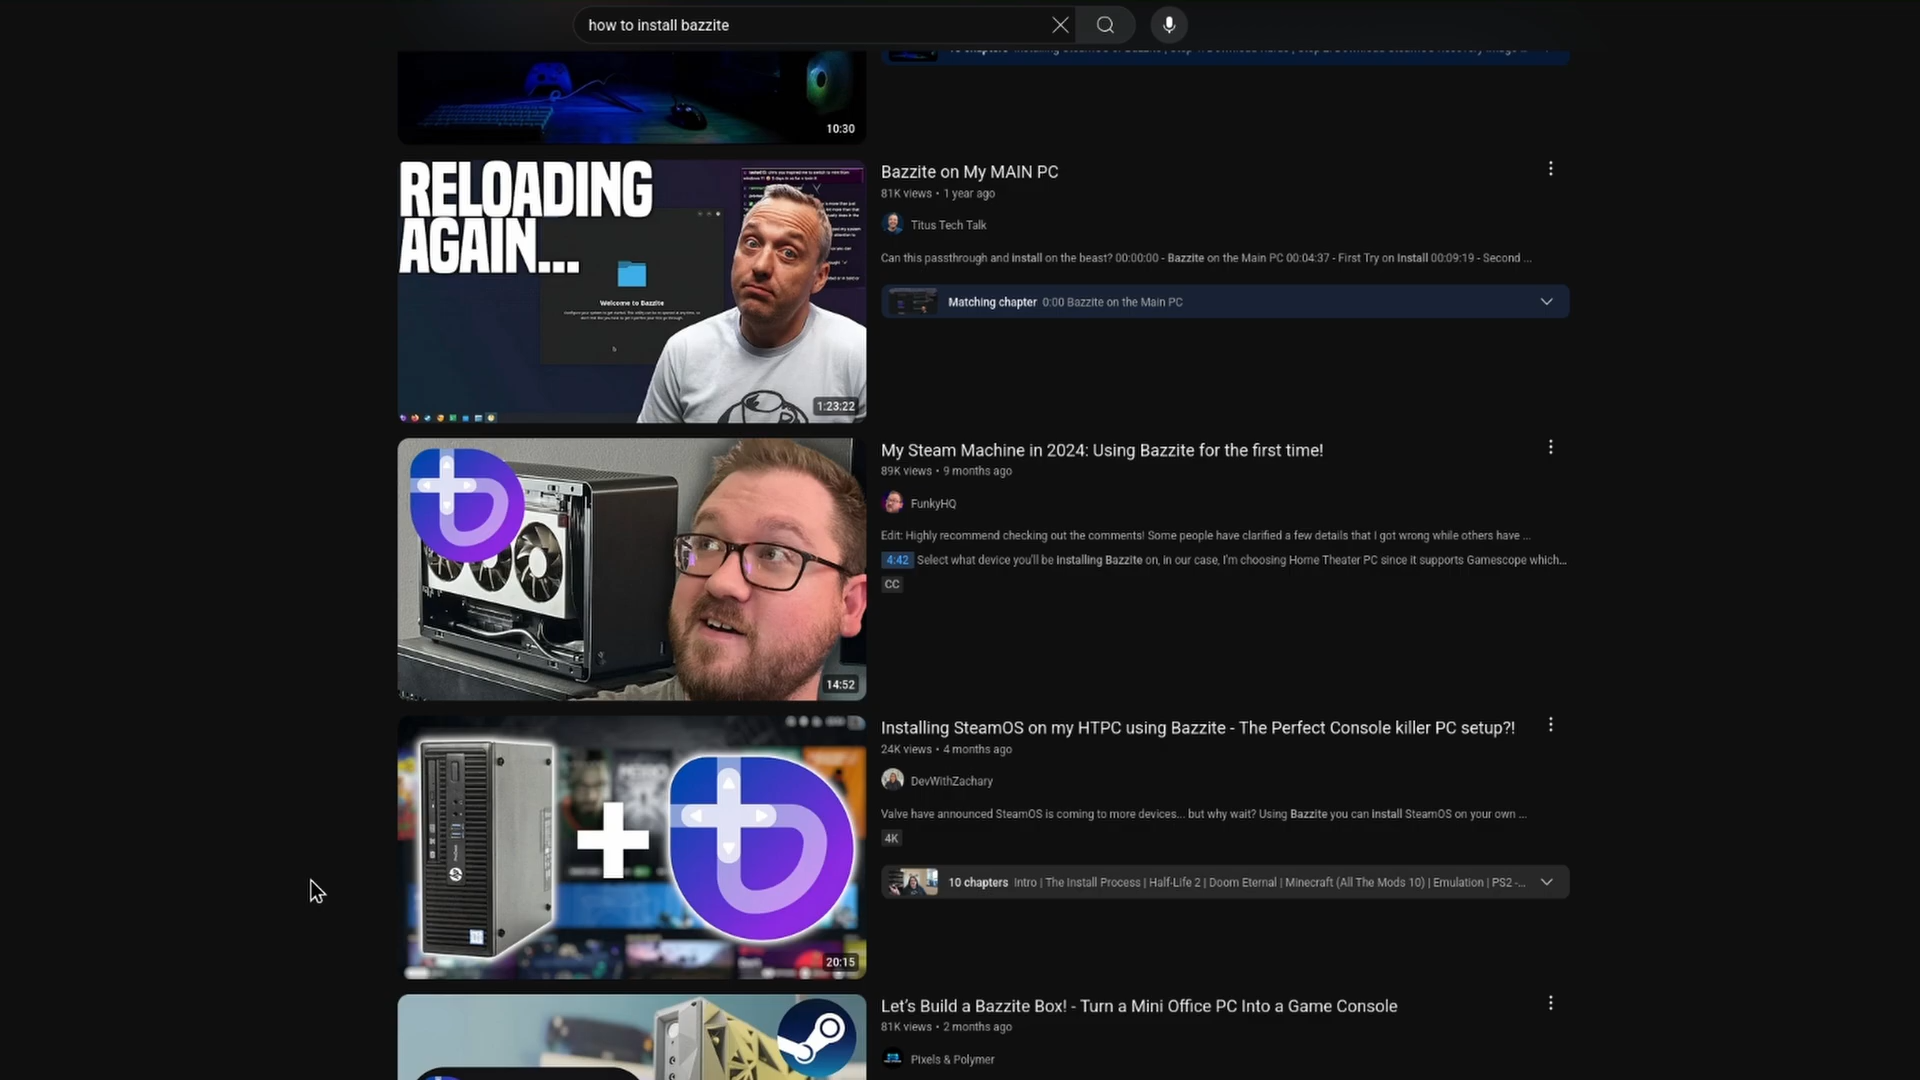 how to install bazzite
10:30
RELOADING
AGAIN...
Welcome to Bazzite
1:23:22
Bazzite on My MAIN PC
81K views • 1 year ago
Titus Tech Talk
Can this passthrough and install on the beast? 00:00:00 - Bazzite on the Main PC 00:04:37 - First Try on Install 00:09:19 - Second ...
Matching chapter 0:00 Bazzite on the Main PC
14:52
My Steam Machine in 2024: Using Bazzite for the first time!
89K views • 9 months ago
FunkyHQ
Edit: Highly recommend checking out the comments! Some people have clarified a few details that I got wrong while others have ...
4:42 Select what device you'll be installing Bazzite on, in our case, I'm choosing Home Theater PC since it supports Gamescope which...
CC
20:15
Installing SteamOS on my HTPC using Bazzite - The Perfect Console killer PC setup?!
24K views • 4 months ago
DevWithZachary
Valve have announced SteamOS is coming to more devices... but why wait? Using Bazzite you can install SteamOS on your own ...
4K
10 chapters Intro | The Install Process | Half-Life 2 | Doom Eternal | Minecraft (All The Mods 10) | Emulation | PS2 -...
Let's Build a Bazzite Box! - Turn a Mini Office PC Into a Game Console
81K views • 2 months ago
Pixels & Polymer